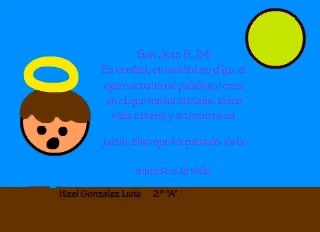 San Juan 5, 24:
En verdad, en verdad os digo: el
que escucha mi palabra y cree
en el que me ha enviado, tiene
vida eterna y no incurre en
juicio, sino que ha pasado de la
muerte a la vida.
Itzel Gonzalez Luna 2° "A"